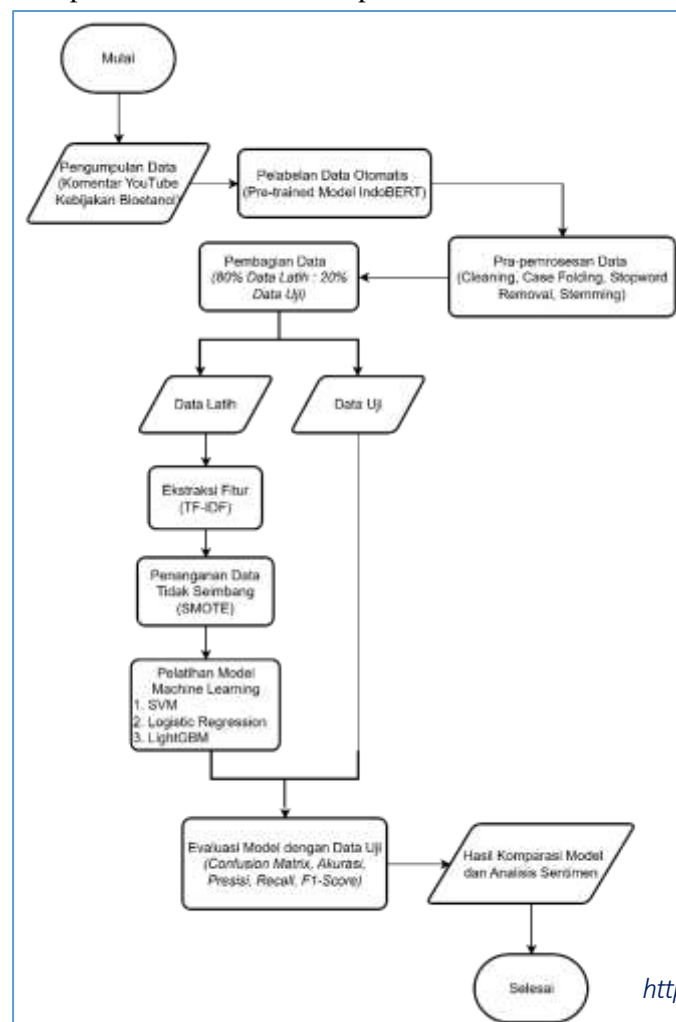 Mulai
Pengumpulan Data
(Komentar YouTube
Kebijakan Bioetanol)
Pelabelan Data Otomatis
(Pre-trained Model IndoBERT)
Pra-pemrosesan Data
(Cleaning, Case Folding, Stopword
Removal, Stemming)
Pembagian Data
(80% Data Latih : 20%
Data Uji)
Data Latih
Data Uji
Ekstraksi Fitur
(TF-IDF)
Penanganan Data
Tidak Seimbang
(SMOTE)
Pelatihan Model
Machine Learning
1. SVM
2. Logistic Regression
3. LightGBM
Evaluasi Model dengan Data Uji
(Confusion Matrix, Akurasi,
Presisi, Recall, F1-Score)
Hasil Komparasi Model
dan Analisis Sentimen
Selesai
http